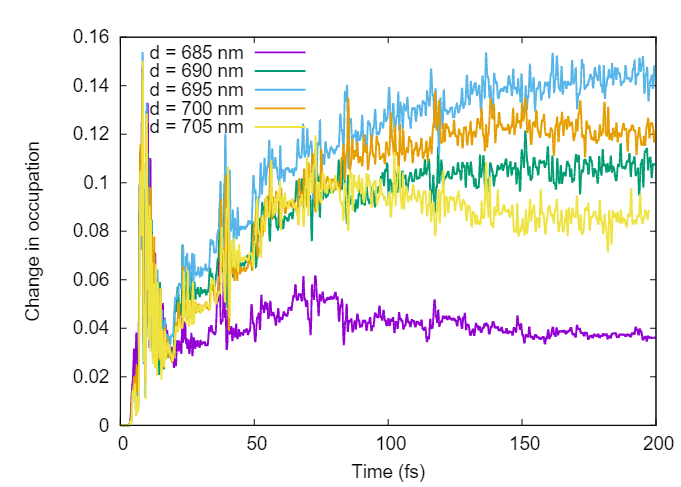 0.16
0.14
0.12
0.1
0.08
0.06
0.04
0.02
0
Change in occupation
d = 685 nm
d = 690 nm
d = 695 nm
d = 700 nm
d = 705 nm
0 50 100 150 200
Time (fs)